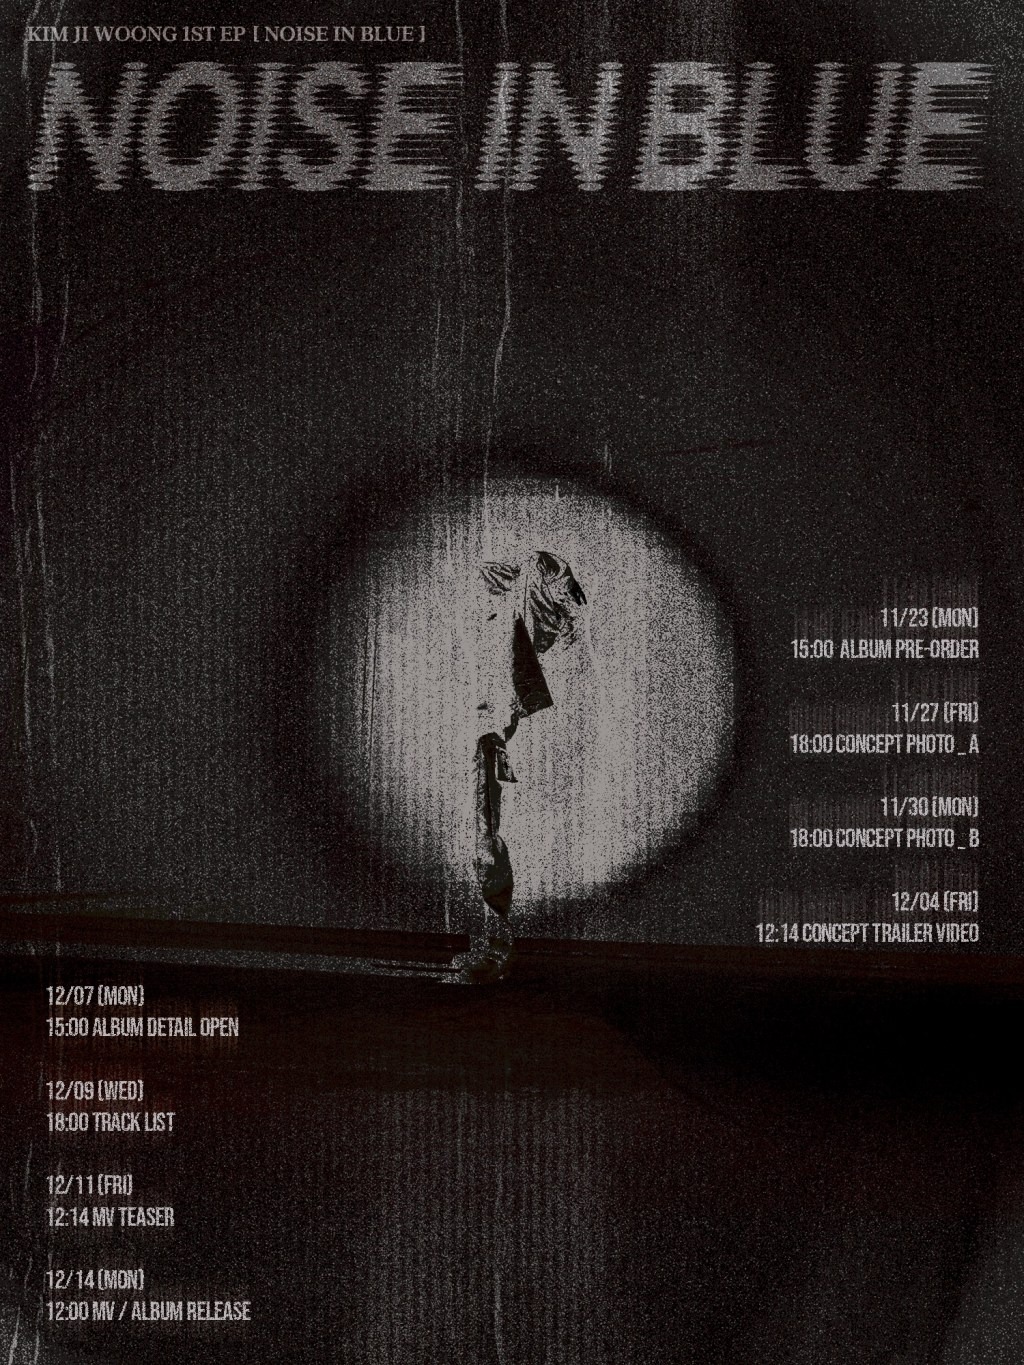 KIM JI WOONG 1ST EP [ NOISE IN BLUE ]
NOISE IN BLUE
11/23 (MON)
15:00 ALBUM PRE-ORDER
11/27 (FRI)
18:00 CONCEPT PHOTO _ A
11/30 (MON)
18:00 CONCEPT PHOTO _ B
12/04 (FRI)
12:14 CONCEPT TRAILER VIDEO
12/07 (MON)
15:00 ALBUM DETAIL OPEN
12/09 (WED)
18:00 TRACK LIST
12/11 (FRI)
12:14 MV TEASER
12/14 (MON)
12:00 MV / ALBUM RELEASE